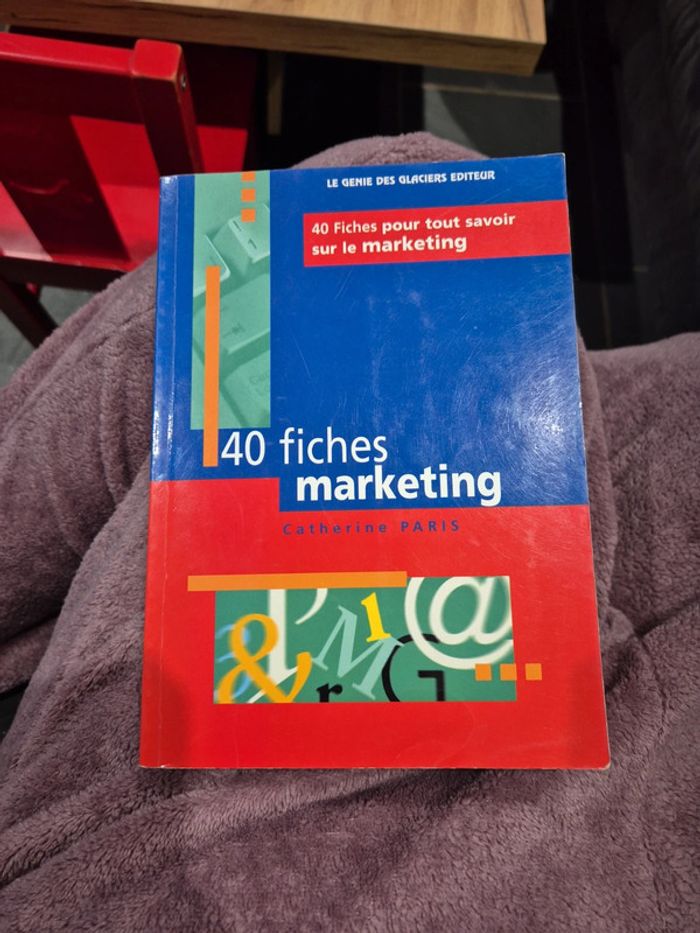 LE GENIE DES GLACIERS EDITEUR
40 Fiches pour tout savoir
sur le marketing
40 fiches
marketing
Catherine PARIS